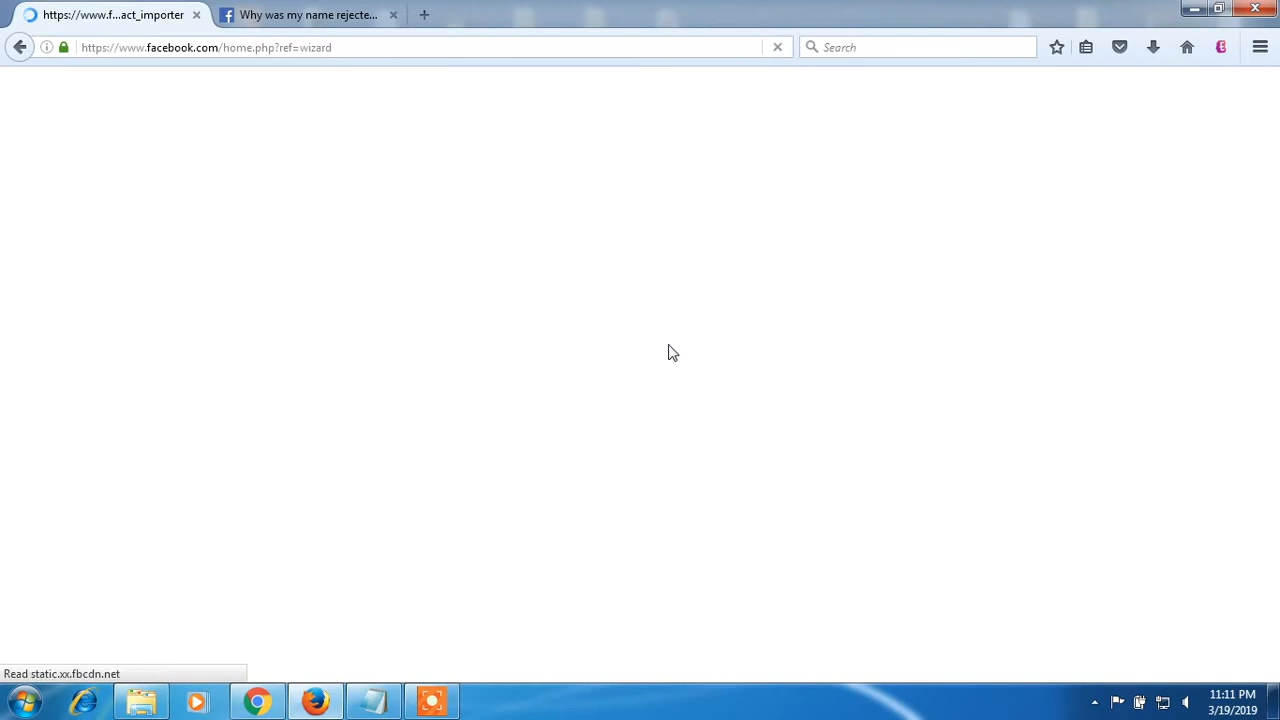 https://www.f...act_importer
Why was my name rejecte...
https://www.facebook.com/home.php?ref=wizard
Search
Read static.xx.fbcdn.net
11:11 PM
3/19/2019